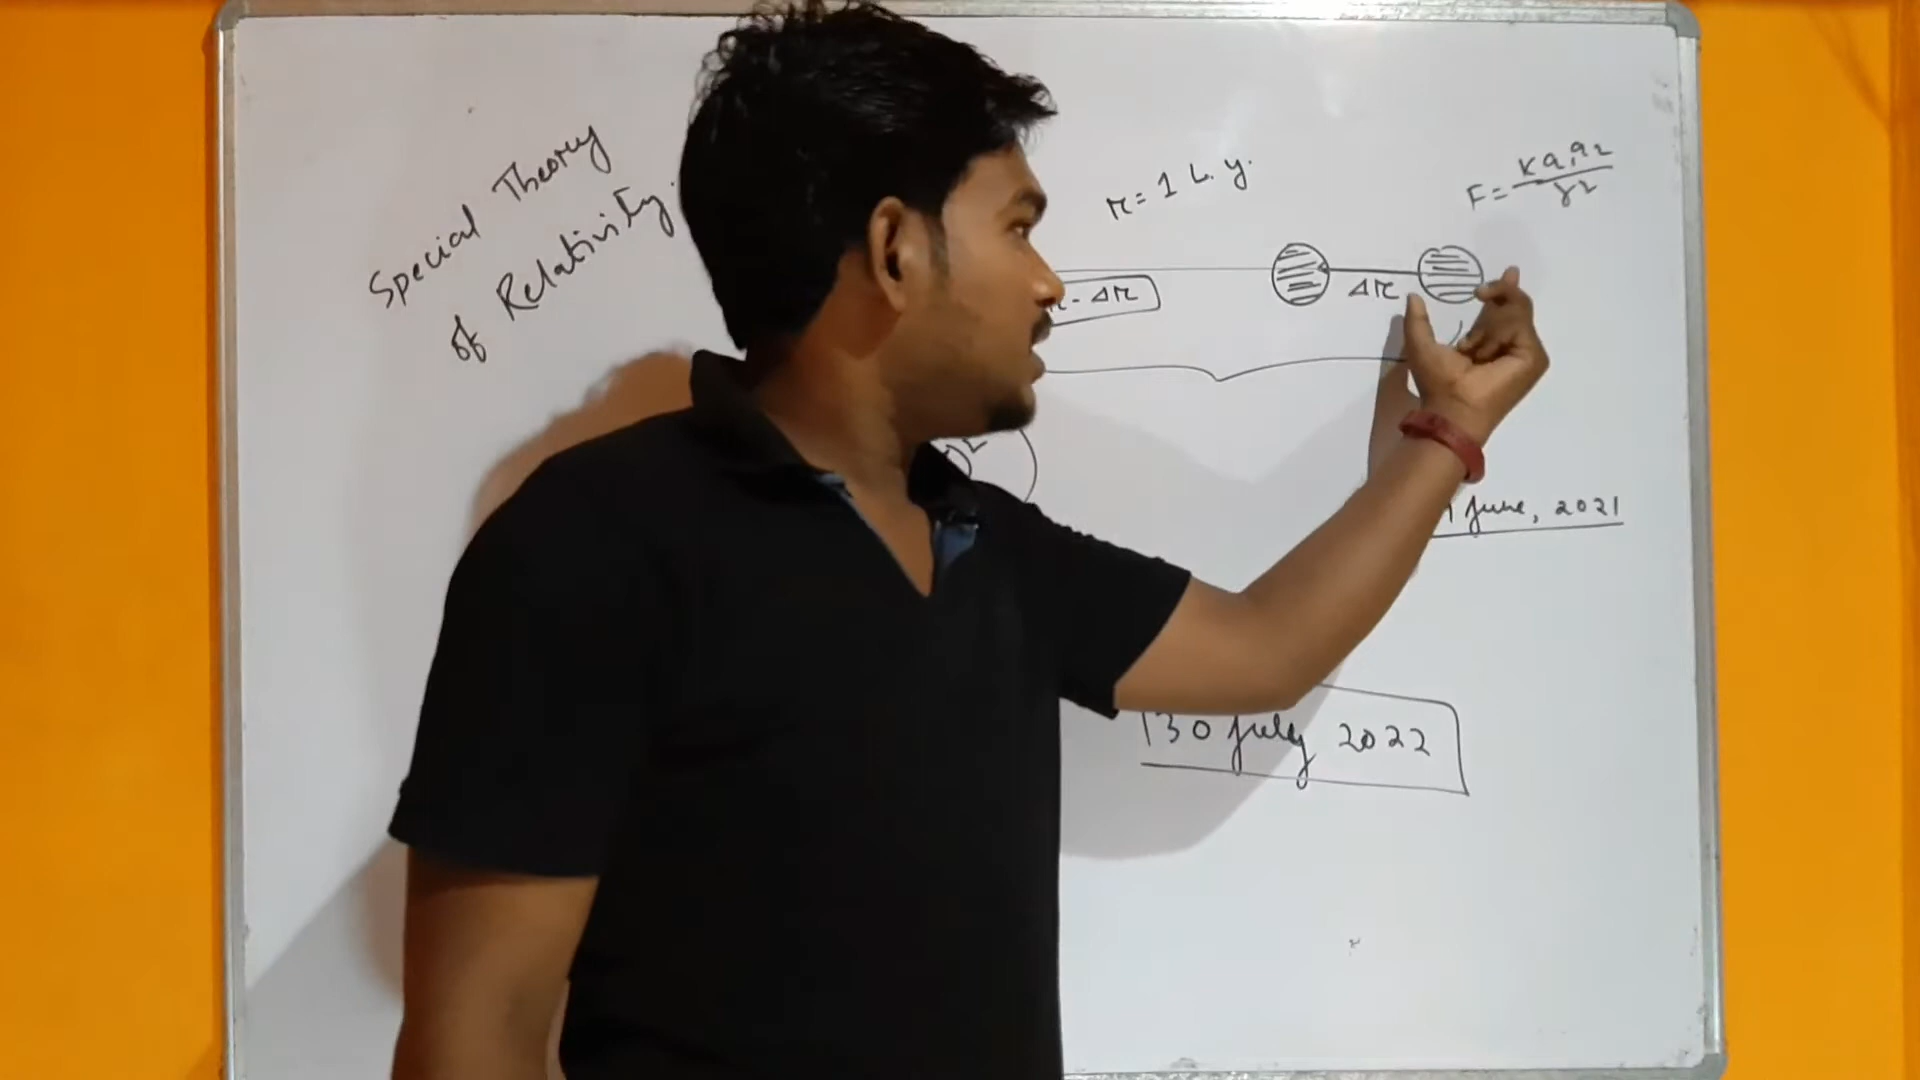 Special Theory
of Relativity.
r = 1 L. y.
F = Kq1q2 / r2
- Δr
Δr
June, 2021
30 July 2022